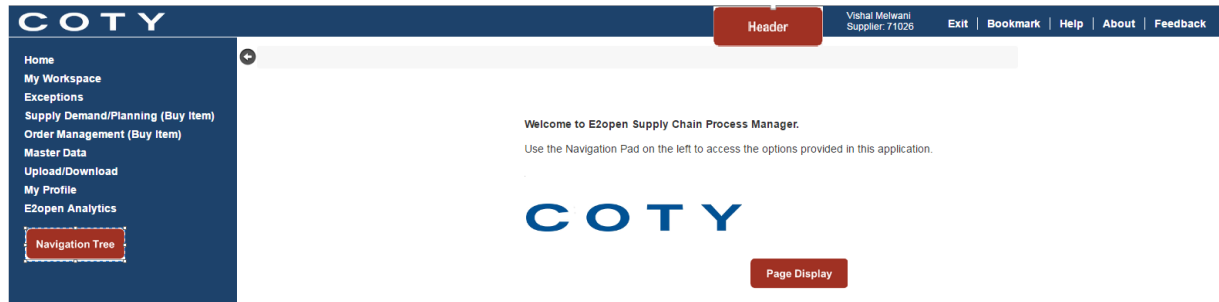 COTY
Header
Vishal Melwani
Supplier: 71026
Exit | Bookmark | Help | About | Feedback
Home
My Workspace
Exceptions
Supply Demand/Planning (Buy Item)
Order Management (Buy Item)
Master Data
Upload/Download
My Profile
E2open Analytics
Navigation Tree
Welcome to E2open Supply Chain Process Manager.
Use the Navigation Pad on the left to access the options provided in this application.
COTY
Page Display